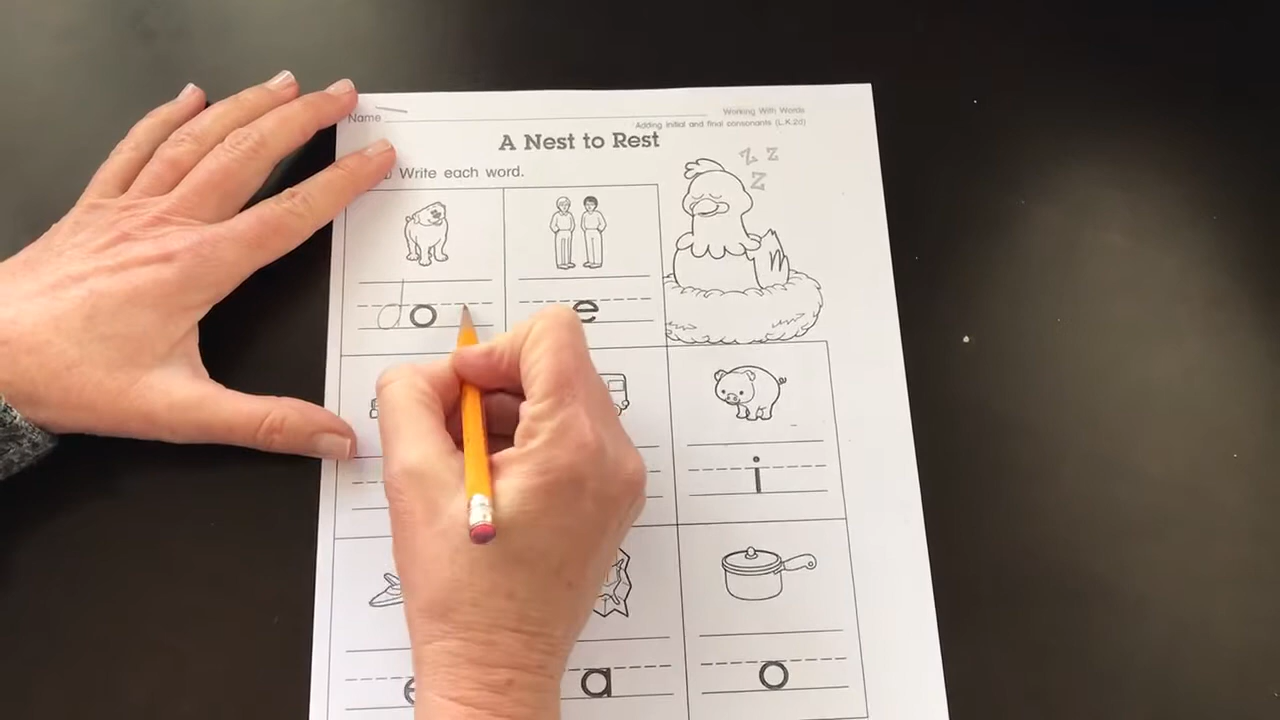 Name
Working With Words
Adding initial and final consonants (L.K.2d)
A Nest to Rest
Write each word.
Z Z
Z
do
e
i
e
a
o